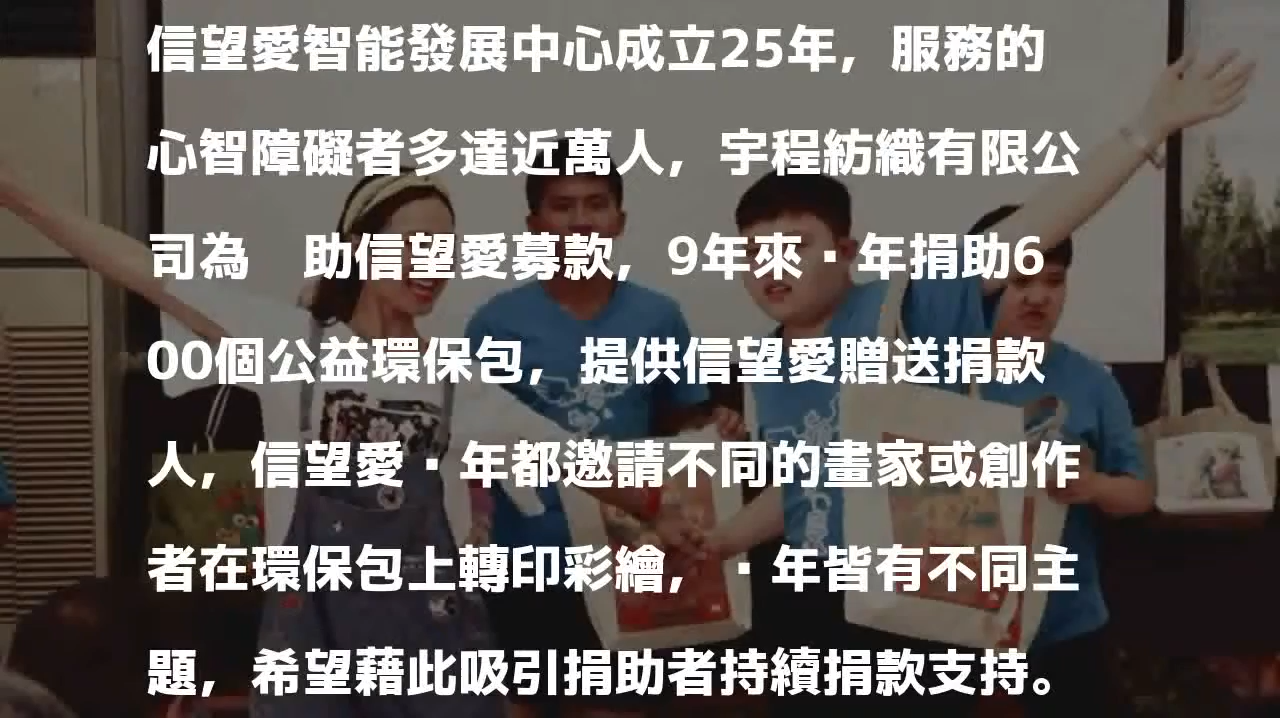 信望愛智能發展中心成立25年，服務的
心智障礙者多達近萬人，宇程紡織有限公
司為　助信望愛募款，9年來▪年捐助6
00個公益環保包，提供信望愛贈送捐款
人，信望愛▪年都邀請不同的畫家或創作
者在環保包上轉印彩繪，▪年皆有不同主
題，希望藉此吸引捐助者持續捐款支持。